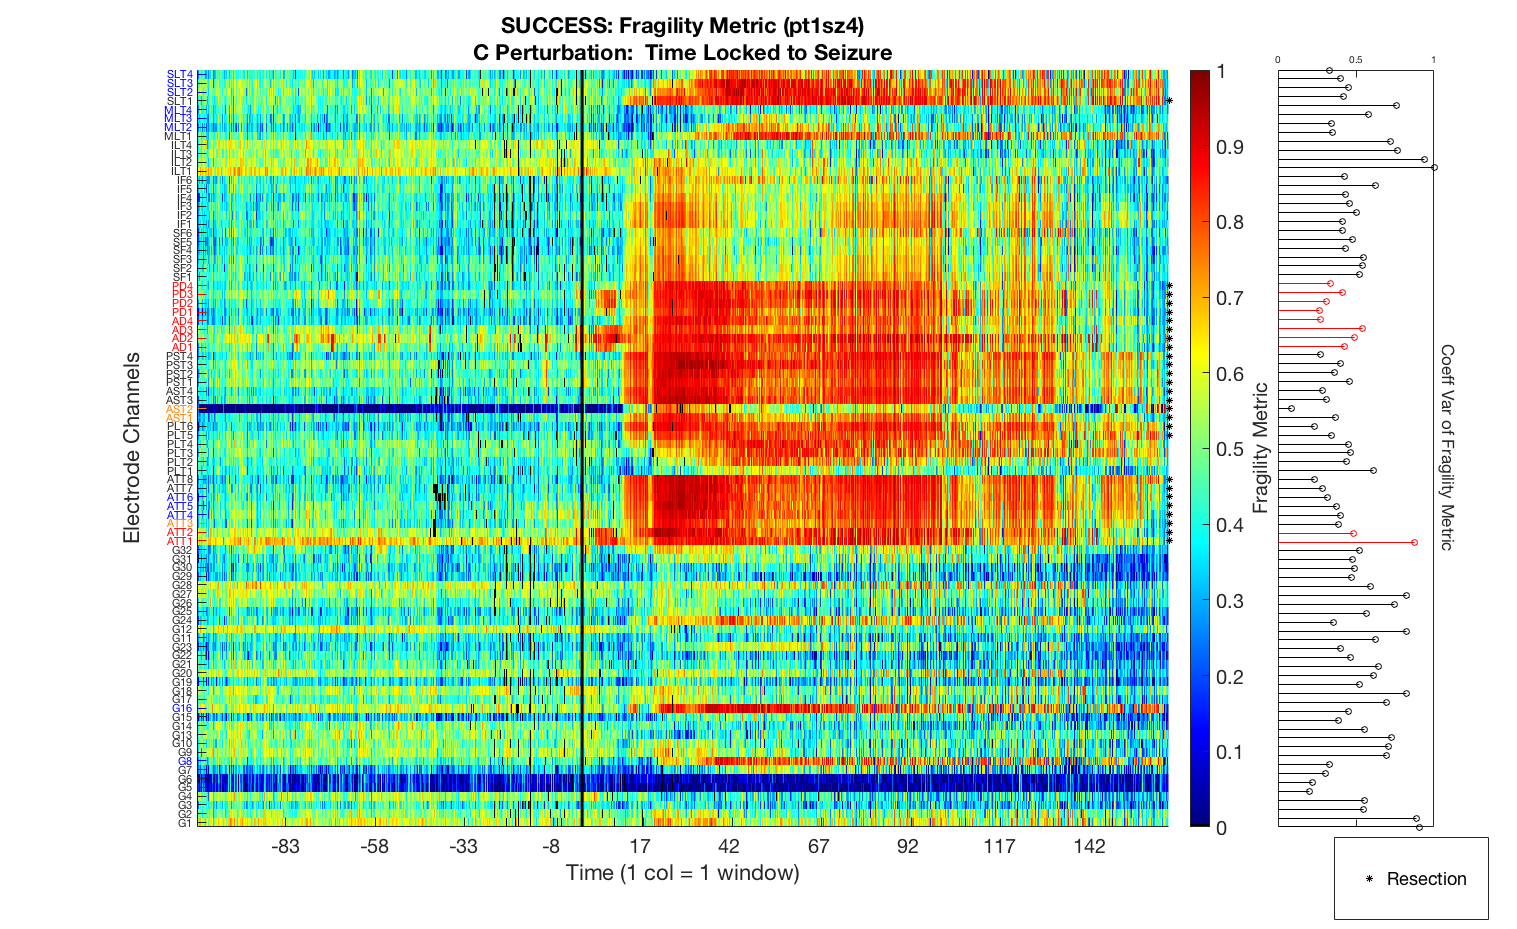 SUCCESS: Fragility Metric (pt1sz4)
C Perturbation: Time Locked to Seizure
Electrode Channels
SLT4
SLT3
SLT2
SLT1
MLT4
MLT3
MLT2
MLT1
ILT4
ILT3
ILT2
ILT1
IF6
IF5
IF4
IF3
IF2
IF1
SF6
SF5
SF4
SF3
SF2
SF1
PD4
PD3
PD2
PD1
AD4
AD3
AD2
AD1
PST4
PST3
PST2
PST1
AST4
AST3
AST2
AST1
PLT6
PLT5
PLT4
PLT3
PLT2
PLT1
ATT8
ATT7
ATT6
ATT5
ATT4
ATT3
ATT2
ATT1
G32
G31
G30
G29
G28
G27
G26
G25
G24
G12
G11
G23
G22
G21
G20
G19
G18
G17
G16
G15
G14
G13
G10
G9
G8
G7
G6
G5
G4
G3
G2
G1
-83 -58 -33 -8 17 42 67 92 117 142
Time (1 col = 1 window)
1
0.9
0.8
0.7
0.6
0.5
0.4
0.3
0.2
0.1
0
Fragility Metric
0 0.5 1
Coeff Var of Fragility Metric
* Resection